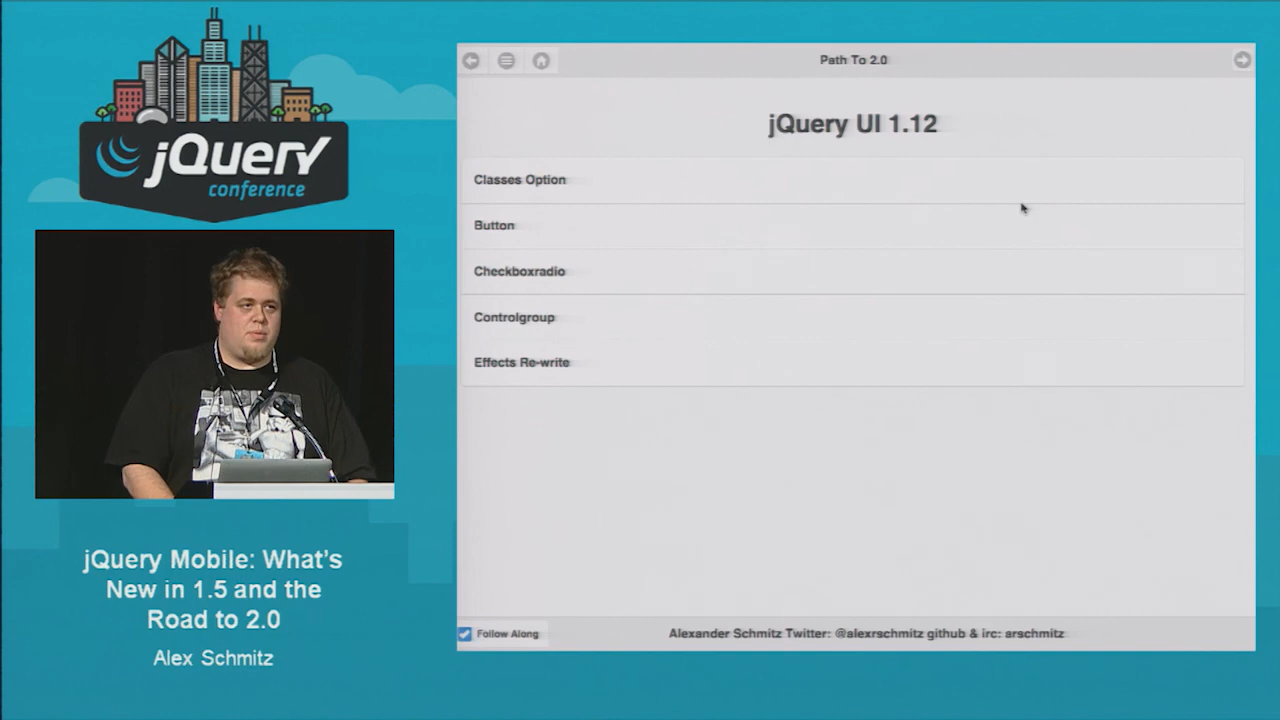 jQuery
conference
jQuery Mobile: What's
New in 1.5 and the
Road to 2.0
Alex Schmitz
Path To 2.0
jQuery UI 1.12
Classes Option
Button
Checkboxradio
Controlgroup
Effects Re-write
Follow Along
Alexander Schmitz Twitter: @alexrschmitz github & irc: arschmitz